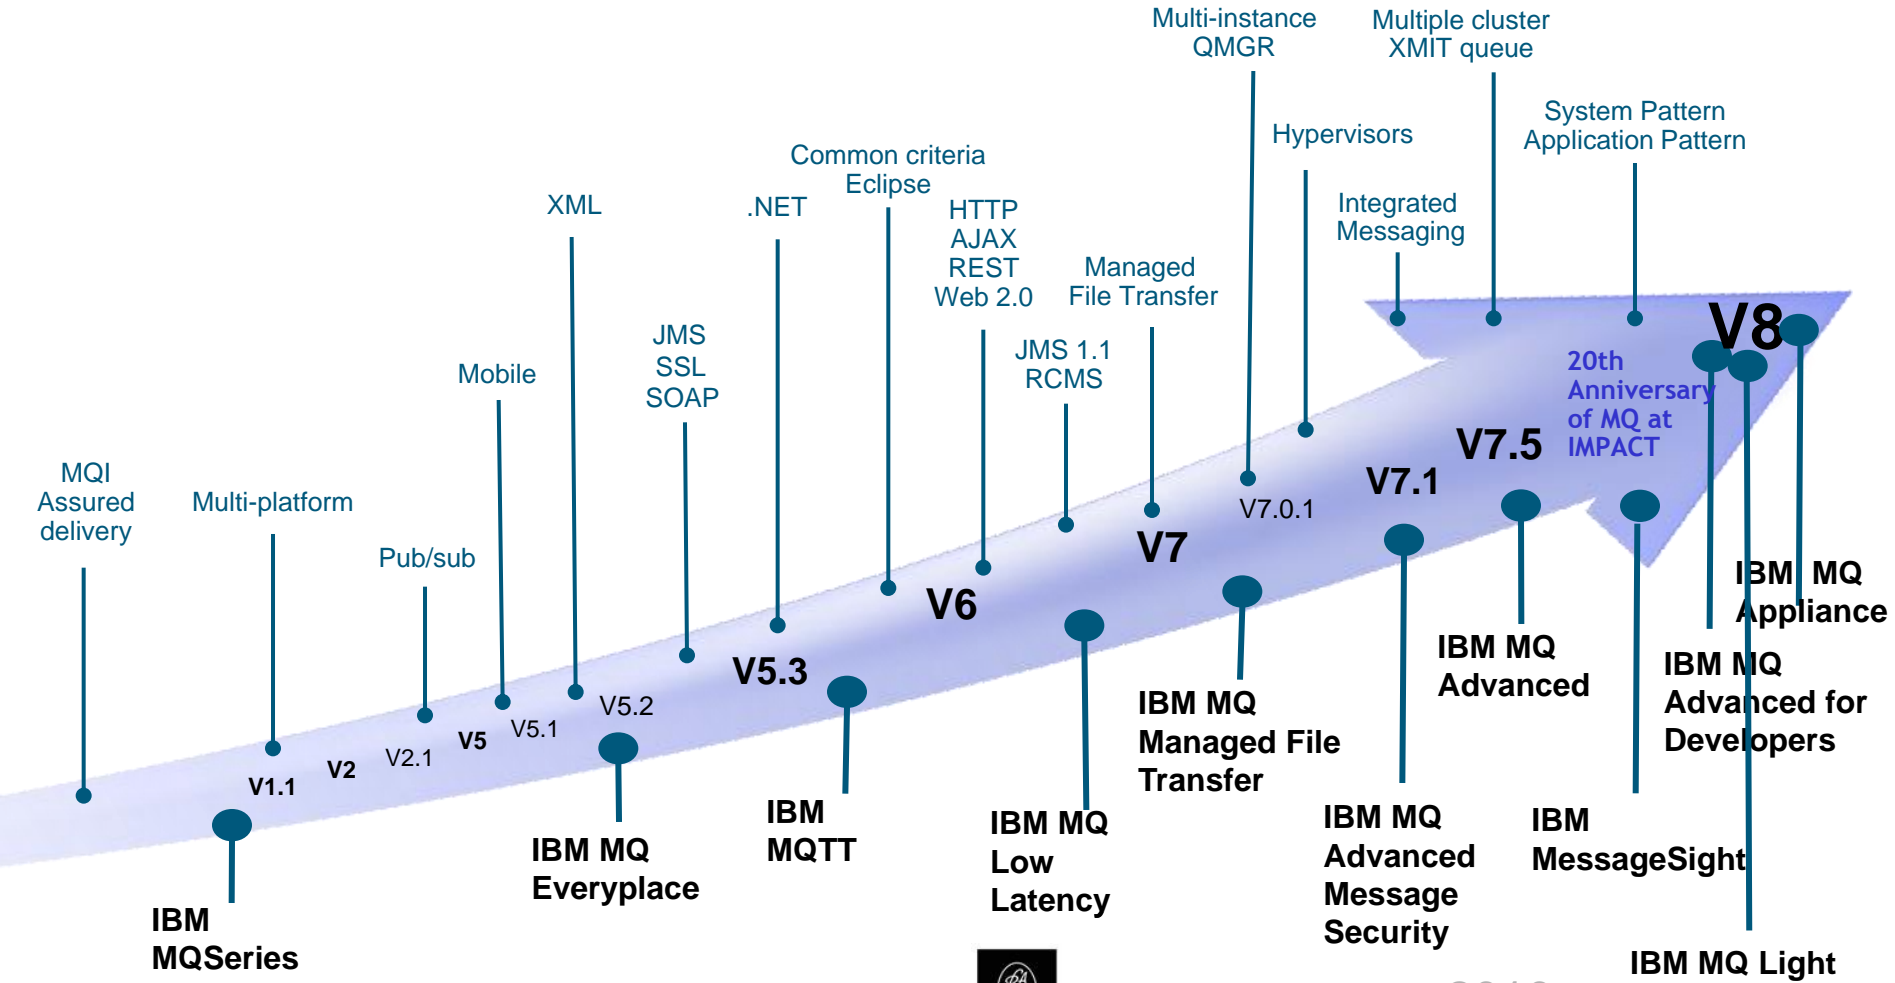 Multi-instance
QMGR
Multiple cluster
XMIT queue
System Pattern
Application Pattern
Hypervisors
Common criteria
Eclipse
XML
.NET
HTTP
AJAX
REST
Web 2.0
Integrated
Messaging
Managed
File Transfer
JMS
SSL
SOAP
JMS 1.1
RCMS
Mobile
MQI
Assured
delivery
Multi-platform
Pub/sub
V1.1
V2
V2.1
V5
V5.1
V5.2
V5.3
V6
V7
V7.0.1
V7.1
V7.5
20th
Anniversary
of MQ at
IMPACT
V8
IBM
MQSeries
IBM MQ
Everyplace
IBM
MQTT
IBM MQ
Low
Latency
IBM MQ
Managed File
Transfer
IBM MQ
Advanced
Message
Security
IBM MQ
Advanced
IBM
MessageSight
IBM MQ
Advanced for
Developers
IBM MQ
Appliance
IBM MQ Light